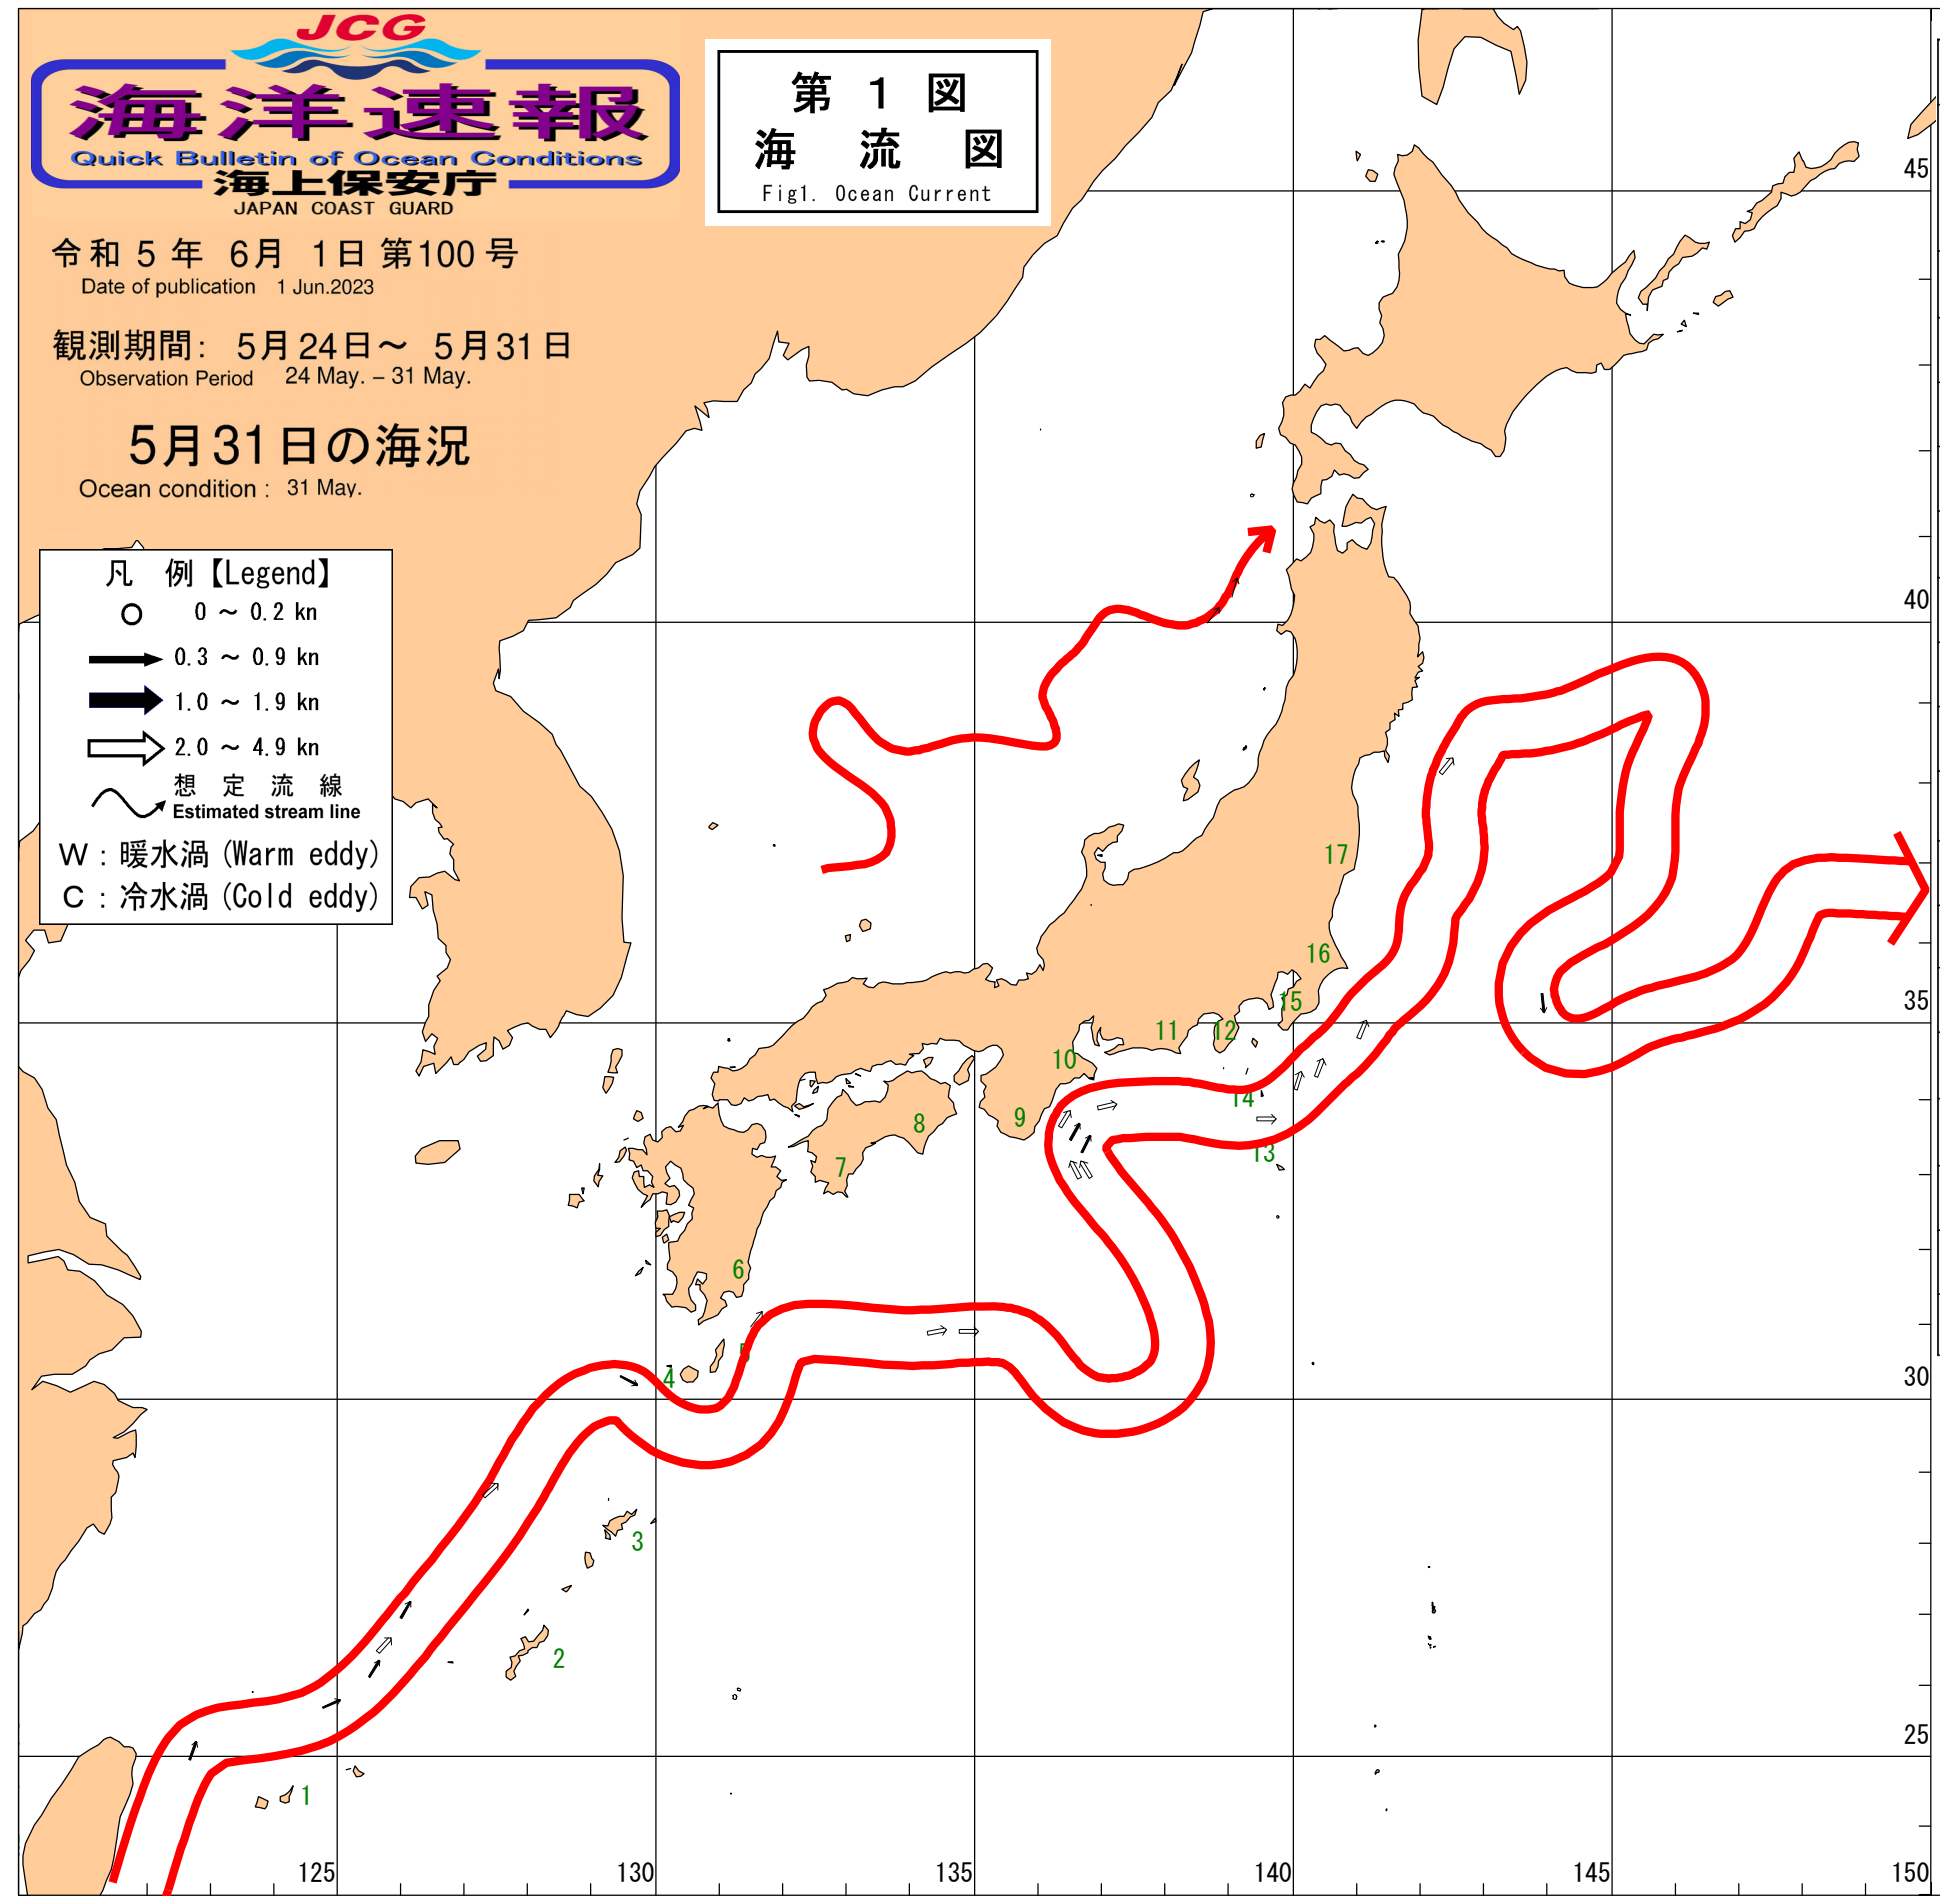 JCG
海洋速報
Quick Bulletin of Ocean Conditions
海上保安庁
JAPAN COAST GUARD
第 1 図
海 流 図
Fig1. Ocean Current
令和 5 年 6月 1日 第100号
Date of publication 1 Jun.2023
観測期間: 5月24日～ 5月31日
Observation Period 24 May. – 31 May.
5月31日の海況
Ocean condition : 31 May.
凡 例【Legend】
0 ～ 0.2 kn
0.3 ～ 0.9 kn
1.0 ～ 1.9 kn
2.0 ～ 4.9 kn
想 定 流 線
Estimated stream line
W : 暖水渦 (Warm eddy)
C : 冷水渦 (Cold eddy)
45
40
17
16
35
15
12
11
10
14
9
8
13
7
6
5
4
30
3
2
25
1
125
130
135
140
145
150